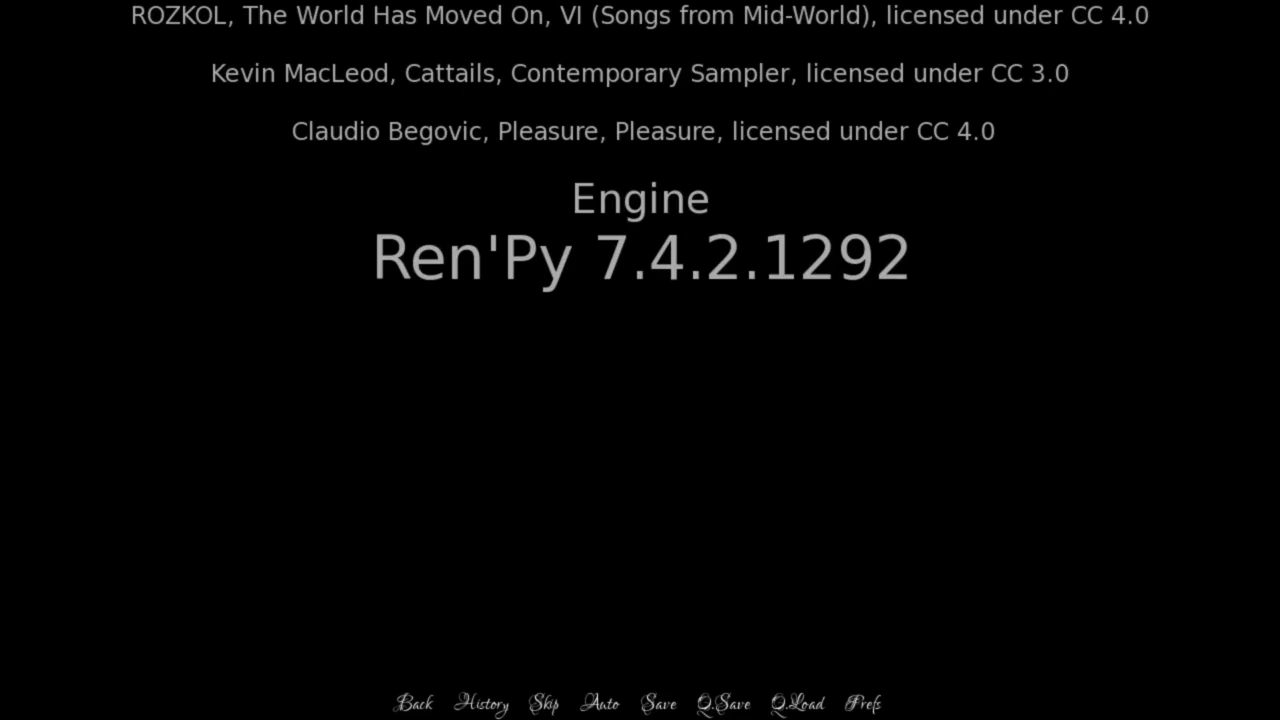 ROZKOL, The World Has Moved On, VI (Songs from Mid-World), licensed under CC 4.0
Kevin MacLeod, Cattails, Contemporary Sampler, licensed under CC 3.0
Claudio Begovic, Pleasure, Pleasure, licensed under CC 4.0
Engine
Ren'Py 7.4.2.1292
Back History Skip Auto Save Q.Save Q.Load Prefs